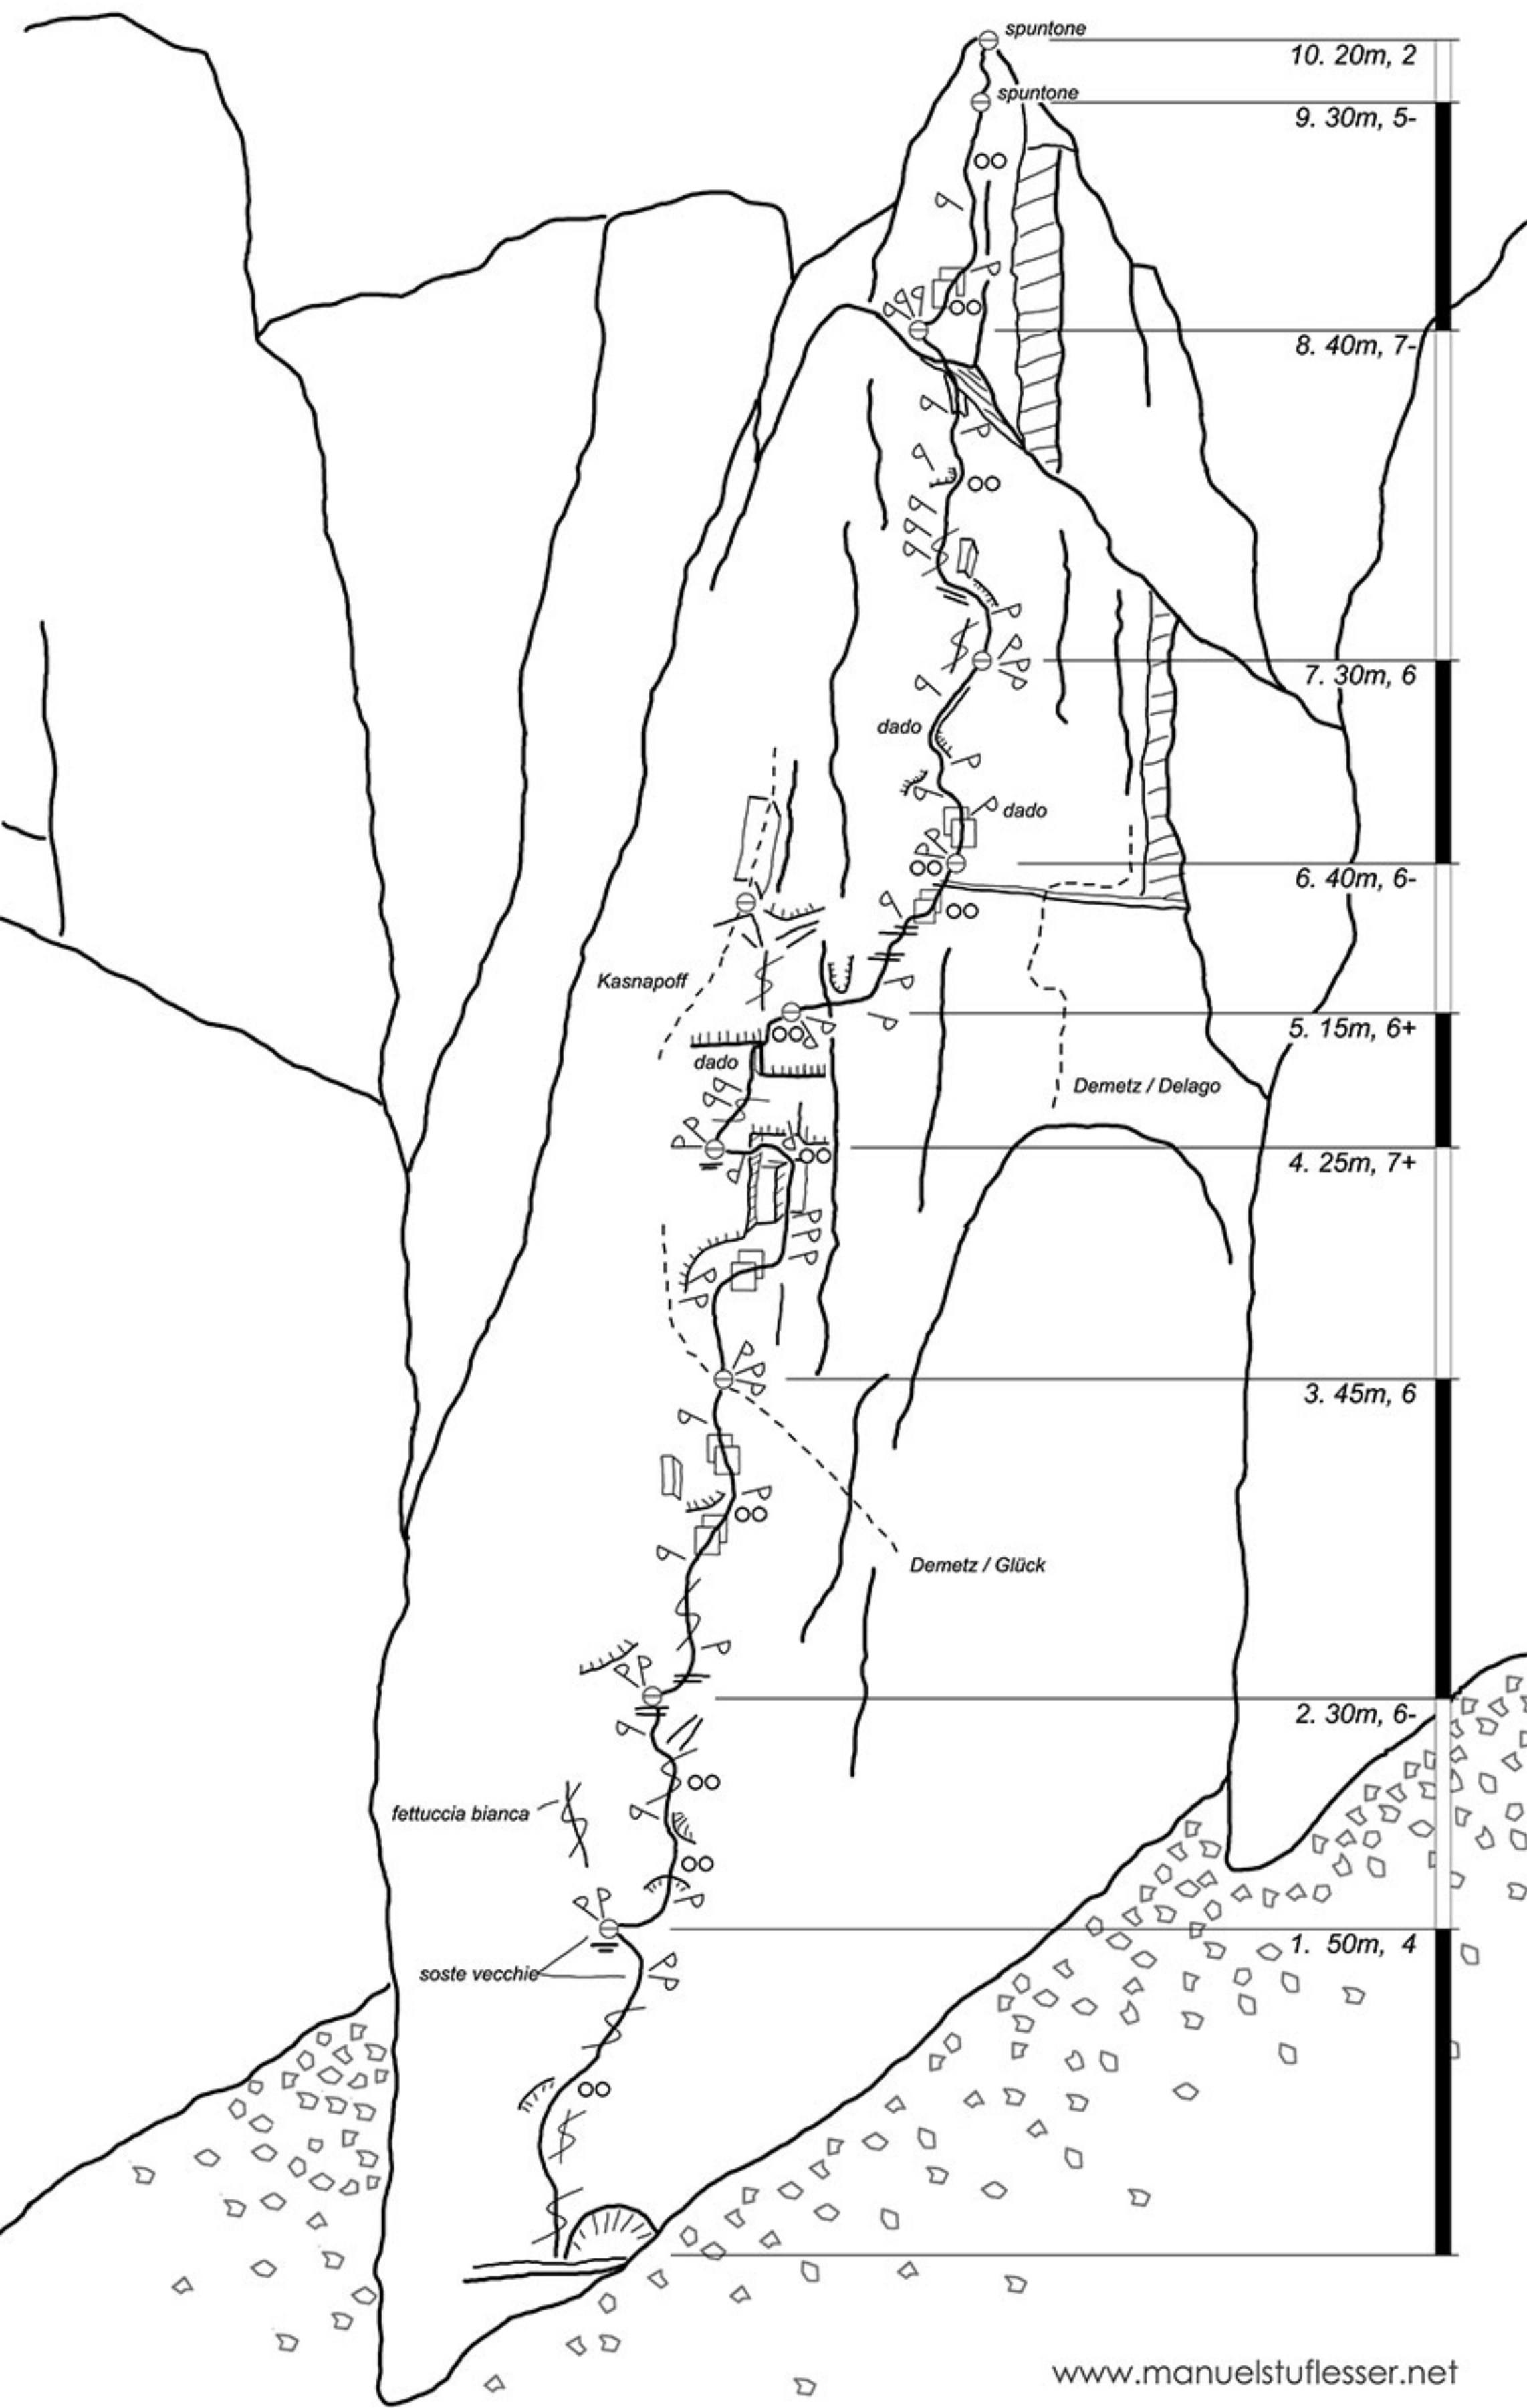 spuntone
10. 20m, 2
spuntone
9. 30m, 5-
8. 40m, 7-
7. 30m, 6
dado
dado
6. 40m, 6-
Kasnapoff
5. 15m, 6+
dado
Demetz / Delago
4. 25m, 7+
3. 45m, 6
Demetz / Glück
2. 30m, 6-
fettuccia bianca
1. 50m, 4
soste vecchie
www.manuelstuflesser.net